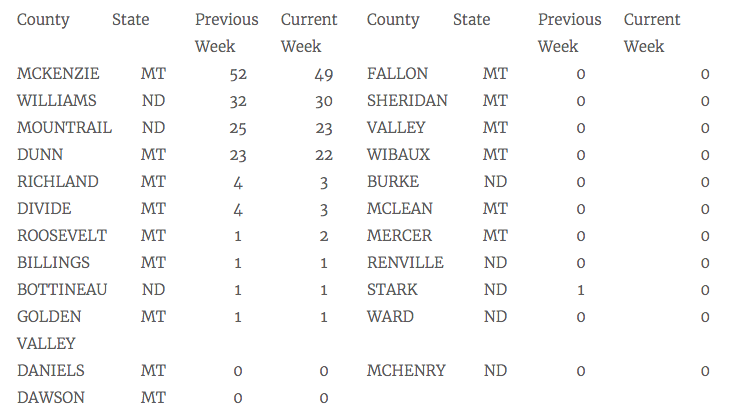 County State Previous Current County State Previous Current
Week Week Week Week
MCKENZIE MT 52 49 FALLON MT 0 0
WILLIAMS ND 32 30 SHERIDAN MT 0 0
MOUNTRAIL ND 25 23 VALLEY MT 0 0
DUNN MT 23 22 WIBAUX MT 0 0
RICHLAND MT 4 3 BURKE ND 0 0
DIVIDE MT 4 3 MCLEAN MT 0 0
ROOSEVELT MT 1 2 MERCER MT 0 0
BILLINGS MT 1 1 RENVILLE ND 0 0
BOTTINEAU ND 1 1 STARK ND 1 0
GOLDEN MT 1 1 WARD ND 0 0
VALLEY
DANIELS MT 0 0 MCHENRY ND 0 0
DAWSON MT 0 0